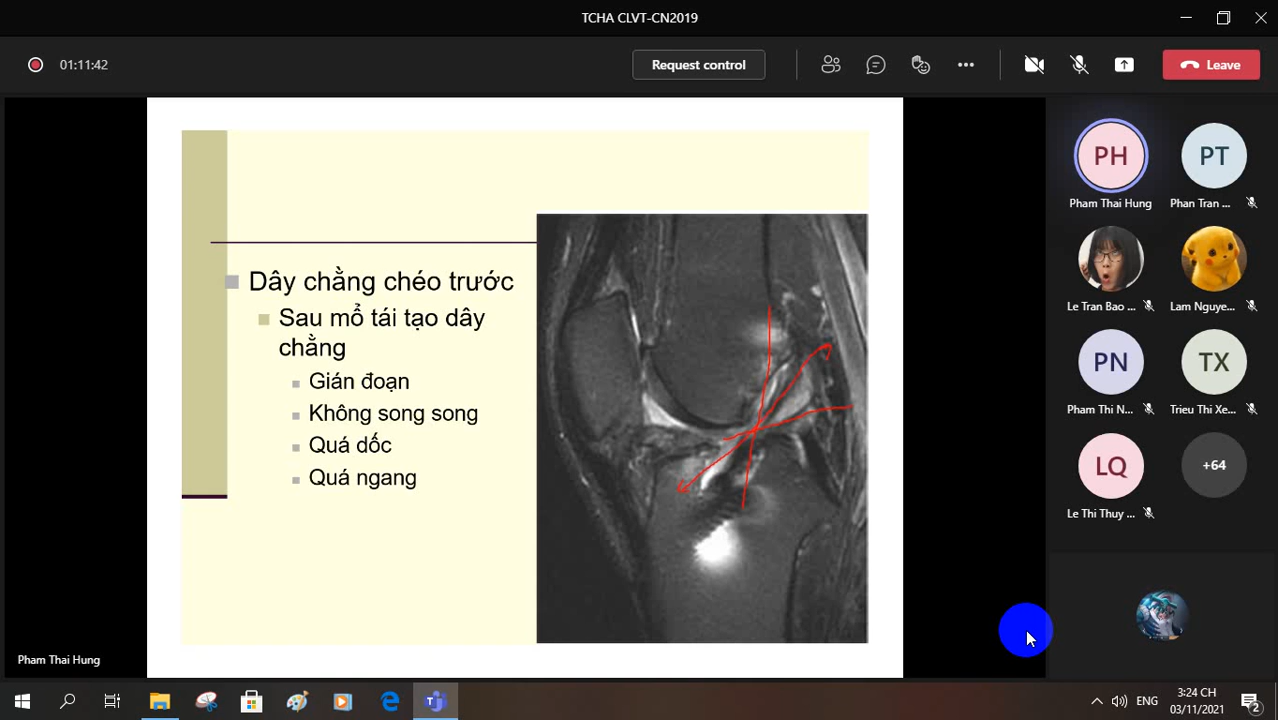 TCHA CLVT-CN2019
01:11:42
Request control
Leave
Dây chằng chéo trước
Sau mổ tái tạo dây
chằng
Gián đoạn
Không song song
Quá dốc
Quá ngang
PH
PT
Pham Thai Hung
Phan Tran ...
Le Tran Bao ...
Lam Nguye...
PN
TX
Pham Thi N...
Trieu Thi Xe...
LQ
+64
Le Thi Thuy ...
Pham Thai Hung
ENG
3:24 CH
03/11/2021
2